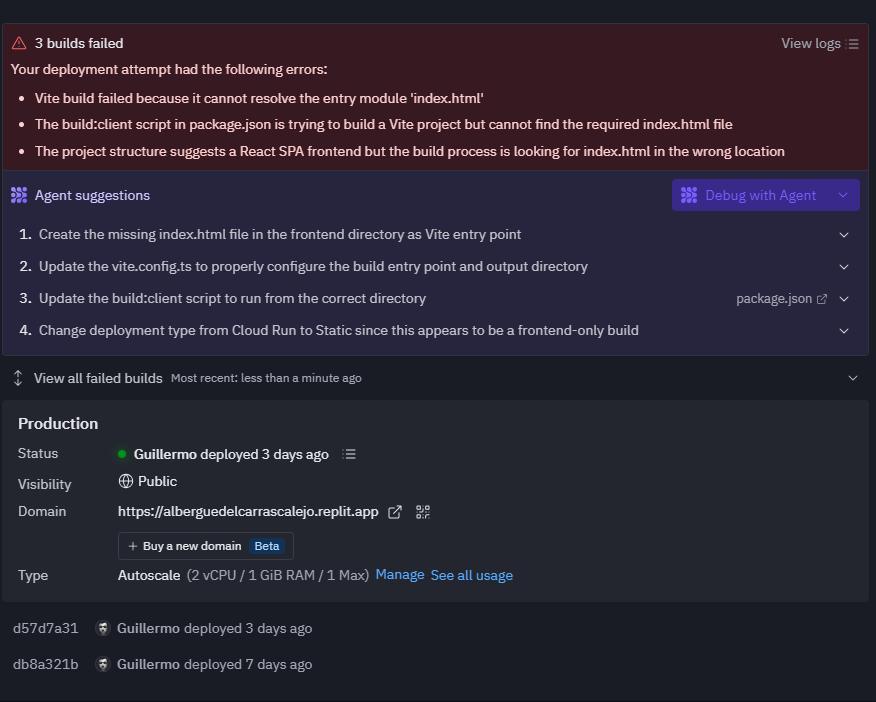 3 builds failed
View logs
Your deployment attempt had the following errors:
• Vite build failed because it cannot resolve the entry module 'index.html'
• The build:client script in package.json is trying to build a Vite project but cannot find the required index.html file
• The project structure suggests a React SPA frontend but the build process is looking for index.html in the wrong location
Agent suggestions
Debug with Agent
1. Create the missing index.html file in the frontend directory as Vite entry point
2. Update the vite.config.ts to properly configure the build entry point and output directory
3. Update the build:client script to run from the correct directory
package.json
4. Change deployment type from Cloud Run to Static since this appears to be a frontend-only build
View all failed builds Most recent: less than a minute ago
Production
Status Guillermo deployed 3 days ago
Visibility Public
Domain https://alberguedelcarrascalejo.replit.app
+ Buy a new domain Beta
Type Autoscale (2 vCPU / 1 GiB RAM / 1 Max) Manage See all usage
d57d7a31 Guillermo deployed 3 days ago
db8a321b Guillermo deployed 7 days ago